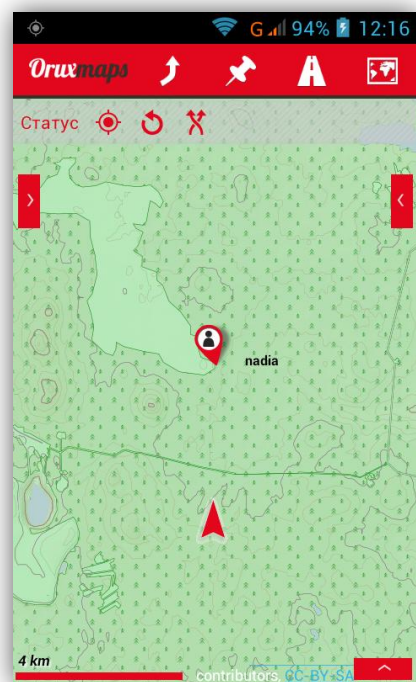 G 94% 12:16
Oruxmaps
Статус
nadia
4 km
contributors, CC-BY-SA